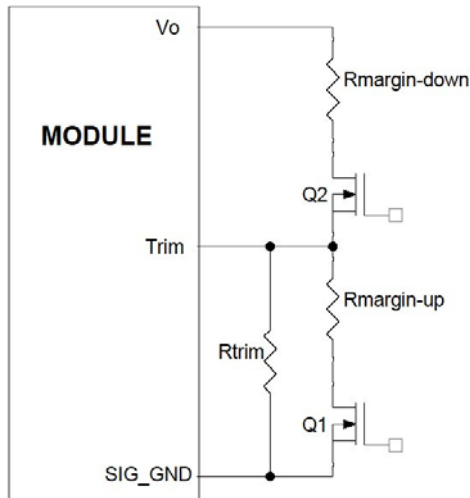 Vo
Rmargin-down
MODULE
Q2
Trim
Rmargin-up
Rtrim
Q1
SIG_GND